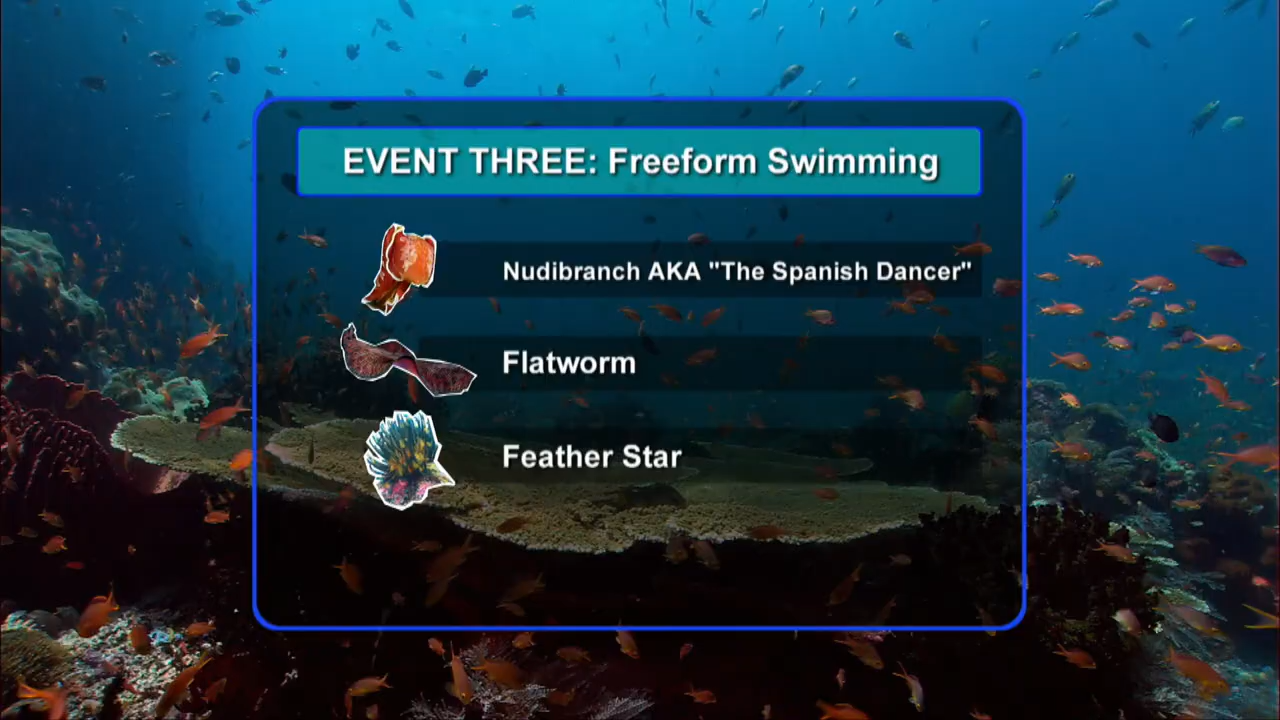 EVENT THREE: Freeform Swimming
Nudibranch AKA "The Spanish Dancer"
Flatworm
Feather Star